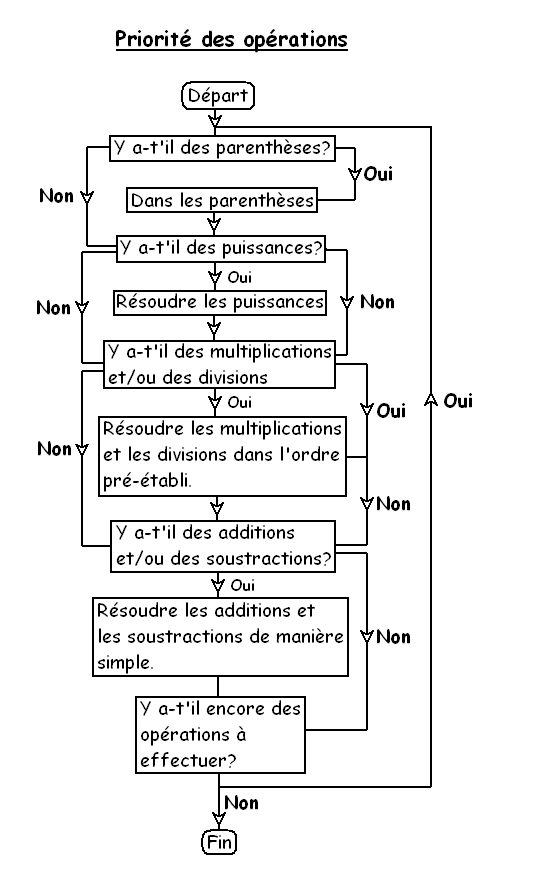 Priorité des opérations
Départ
Y a-t'il des parenthèses?
Oui
Non
Dans les parenthèses
Y a-t'il des puissances?
Oui
Non
Résoudre les puissances
Non
Y a-t'il des multiplications
et/ou des divisions
Oui
Oui
Oui
Résoudre les multiplications
et les divisions dans l'ordre
pré-établi.
Non
Non
Y a-t'il des additions
et/ou des soustractions?
Oui
Résoudre les additions et
les soustractions de manière
simple.
Non
Y a-t'il encore des
opérations à
effectuer?
Non
Fin